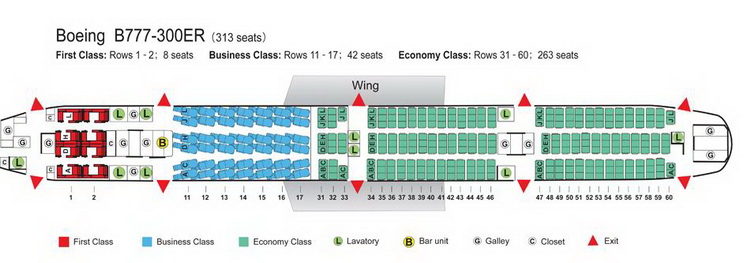 Boeing B777-300ER (313 seats)
First Class: Rows 1 - 2; 8 seats Business Class: Rows 11 - 17; 42 seats Economy Class: Rows 31 - 60; 263 seats
Wing
G C L G L J L J K L J L J K L L J K L A C
G C G G C G G B D E H L D E H G G D E H L G
C L C A L G L A C A B C A B C L A B C A C
1 2 11 12 13 14 15 16 17 31 32 33 34 35 36 37 38 39 40 41 42 43 44 45 46 47 48 50 51 52 53 54 55 56 57 58 59 60
First Class Business Class Economy Class L Lavatory B Bar unit G Galley C Closet Exit